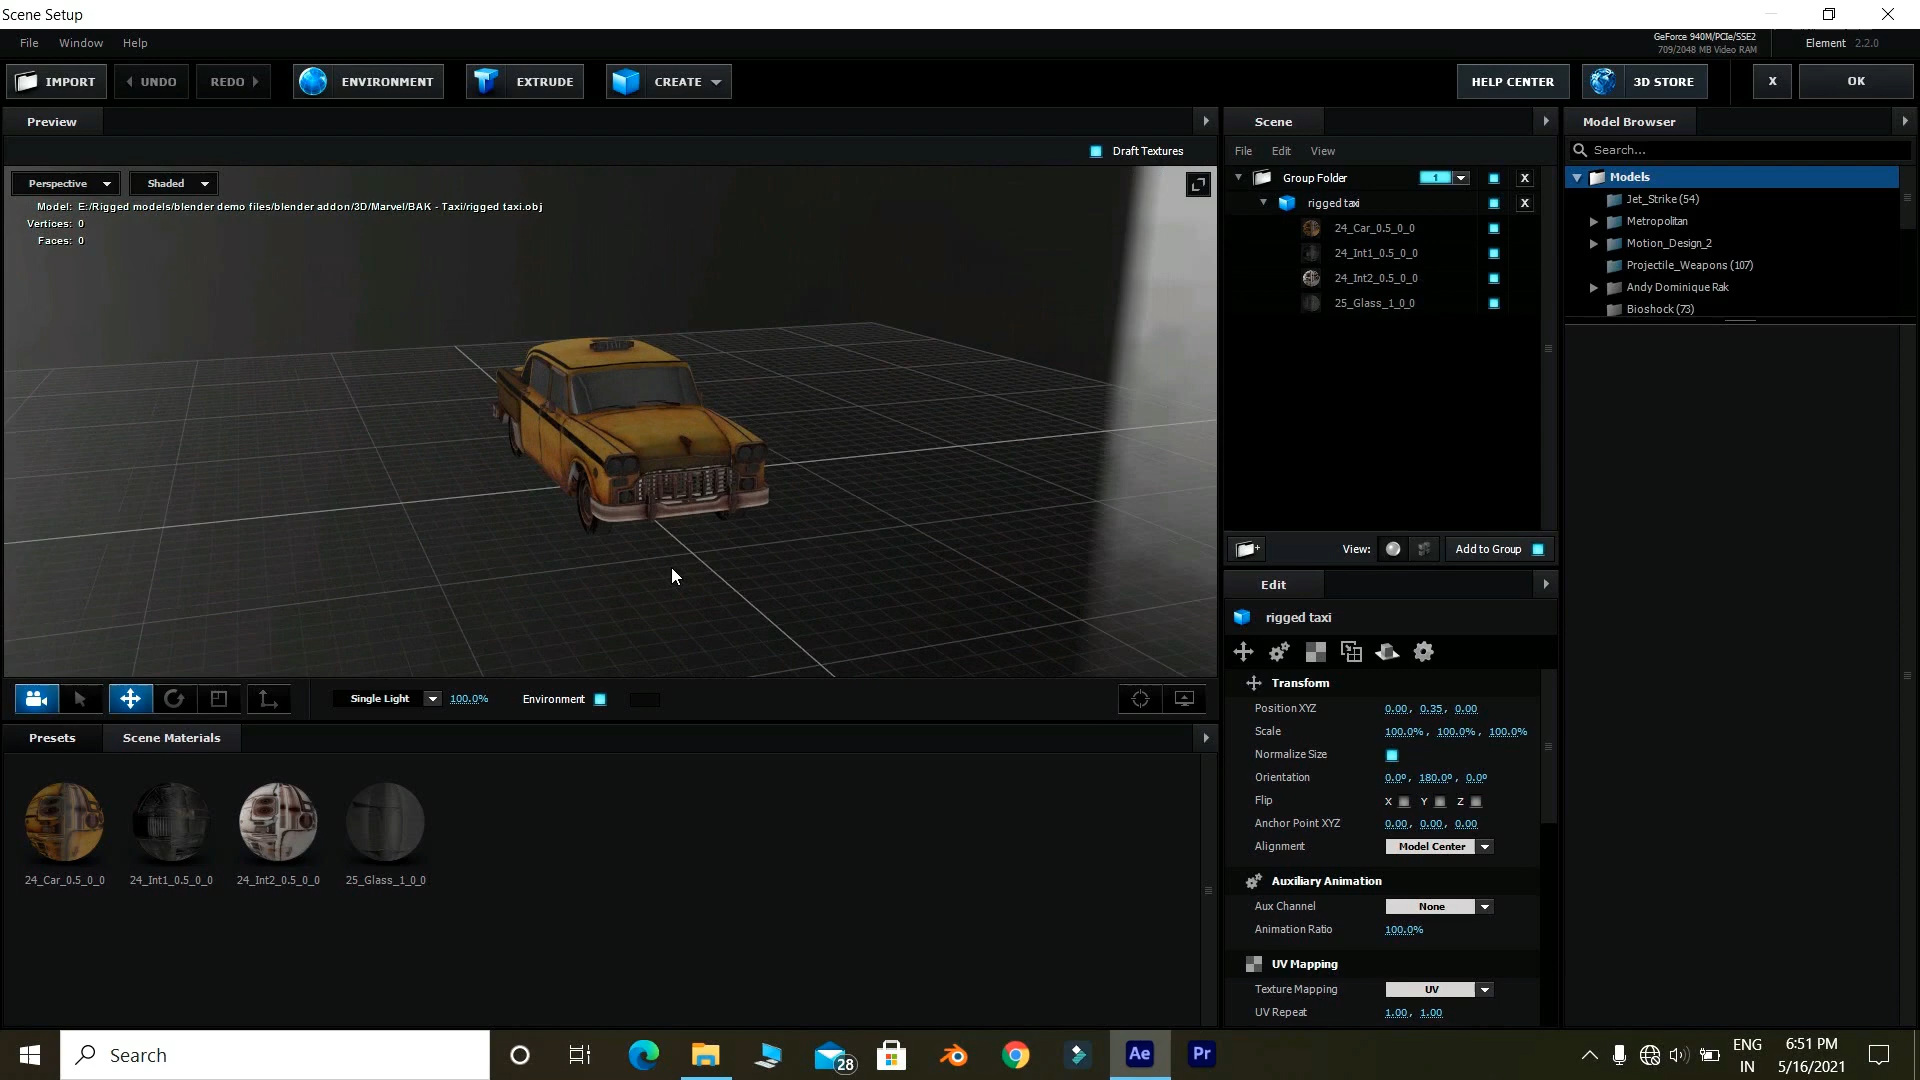 Scene Setup
File Window Help
GeForce 940M/PCIe/SSE2
709/2048 MB Video RAM
Element 2.2.0
IMPORT UNDO REDO ENVIRONMENT EXTRUDE CREATE HELP CENTER 3D STORE X OK
Preview
Draft Textures
Perspective Shaded
Model: E:/Rigged models/blender demo files/blender addon/3D/Marvel/BAK - Taxi/rigged taxi.obj
Vertices: 0
Faces: 0
Single Light 100.0% Environment
Presets Scene Materials
24_Car_0.5_0_0 24_Int1_0.5_0_0 24_Int2_0.5_0_0 25_Glass_1_0_0
Scene
File Edit View
Group Folder 1 X
rigged taxi X
24_Car_0.5_0_0
24_Int1_0.5_0_0
24_Int2_0.5_0_0
25_Glass_1_0_0
View: Add to Group
Edit
rigged taxi
Transform
Position XYZ 0.00, 0.35, 0.00
Scale 100.0%, 100.0%, 100.0%
Normalize Size
Orientation 0.0º, 180.0º, 0.0º
Flip X Y Z
Anchor Point XYZ 0.00, 0.00, 0.00
Alignment Model Center
Auxiliary Animation
Aux Channel None
Animation Ratio 100.0%
UV Mapping
Texture Mapping UV
UV Repeat 1.00, 1.00
Model Browser
Search...
Models
Jet_Strike (54)
Metropolitan
Motion_Design_2
Projectile_Weapons (107)
Andy Dominique Rak
Bioshock (73)
Search
28
Ae
Pr
ENG
IN
6:51 PM
5/16/2021